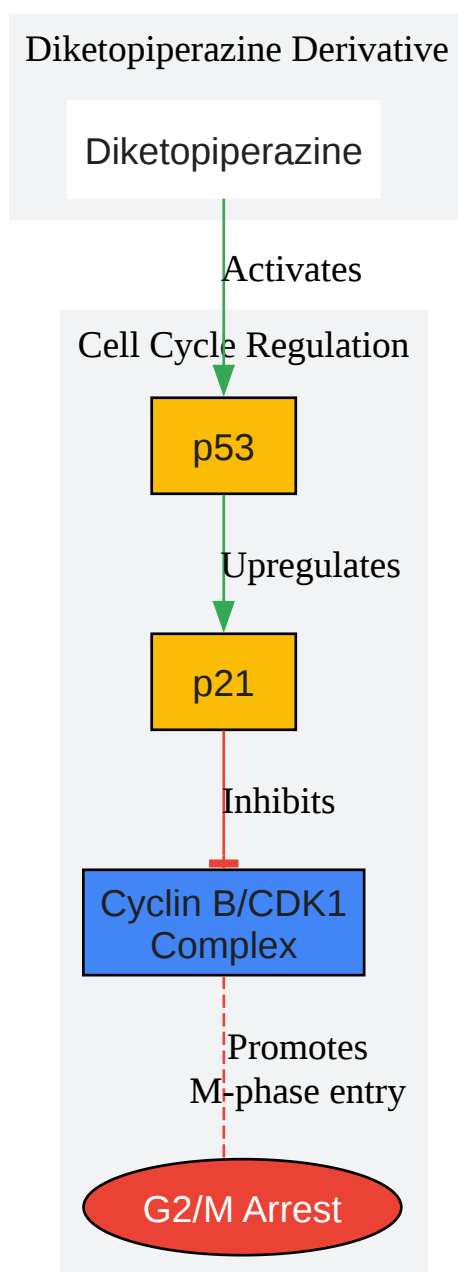 Diketopiperazine Derivative
Diketopiperazine
Activates
Cell Cycle Regulation
p53
Upregulates
p21
Inhibits
Cyclin B/CDK1
Complex
Promotes
M-phase entry
G2/M Arrest